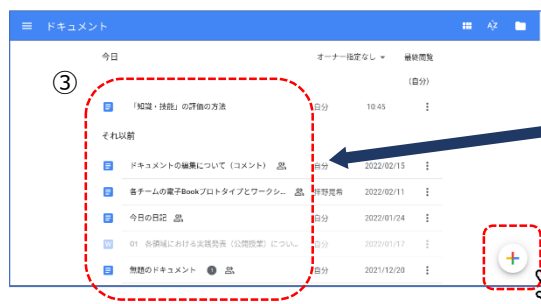 ドキュメント
今日 オーナー指定なし 最終閲覧
（自分）
③
「知識・技能」の評価の方法 自分 10:45
それ以前
ドキュメントの編集について（コメント） 自分 2022/02/15
各チームの電子Bookプロトタイプとワークシ... 2022/02/11
今日の日記 自分 2022/01/24
W 01 各領域における実践発表（公開授業）につい... 自分 2022/01/17
無題のドキュメント 自分 2021/12/20